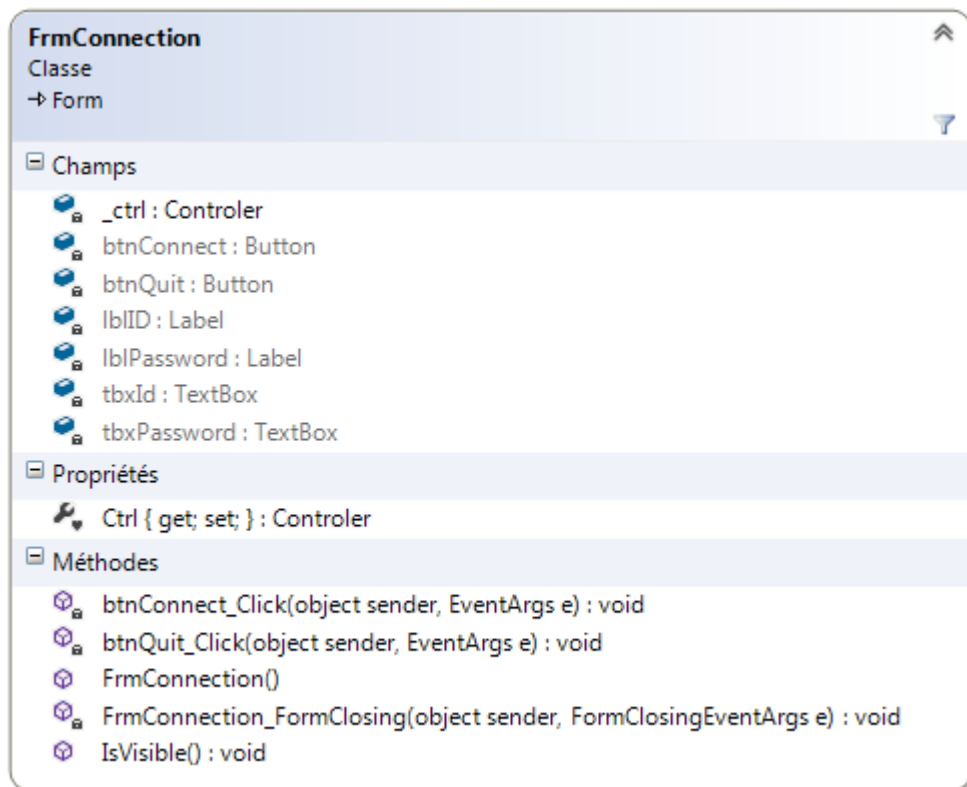 FrmConnection
Classe
Form
Champs
_ctrl : Controler
btnConnect : Button
btnQuit : Button
lblID : Label
lblPassword : Label
tbxId : TextBox
tbxPassword : TextBox
Propriétés
Ctrl { get; set; } : Controler
Méthodes
btnConnect_Click(object sender, EventArgs e) : void
btnQuit_Click(object sender, EventArgs e) : void
FrmConnection()
FrmConnection_FormClosing(object sender, FormClosingEventArgs e) : void
IsVisible() : void